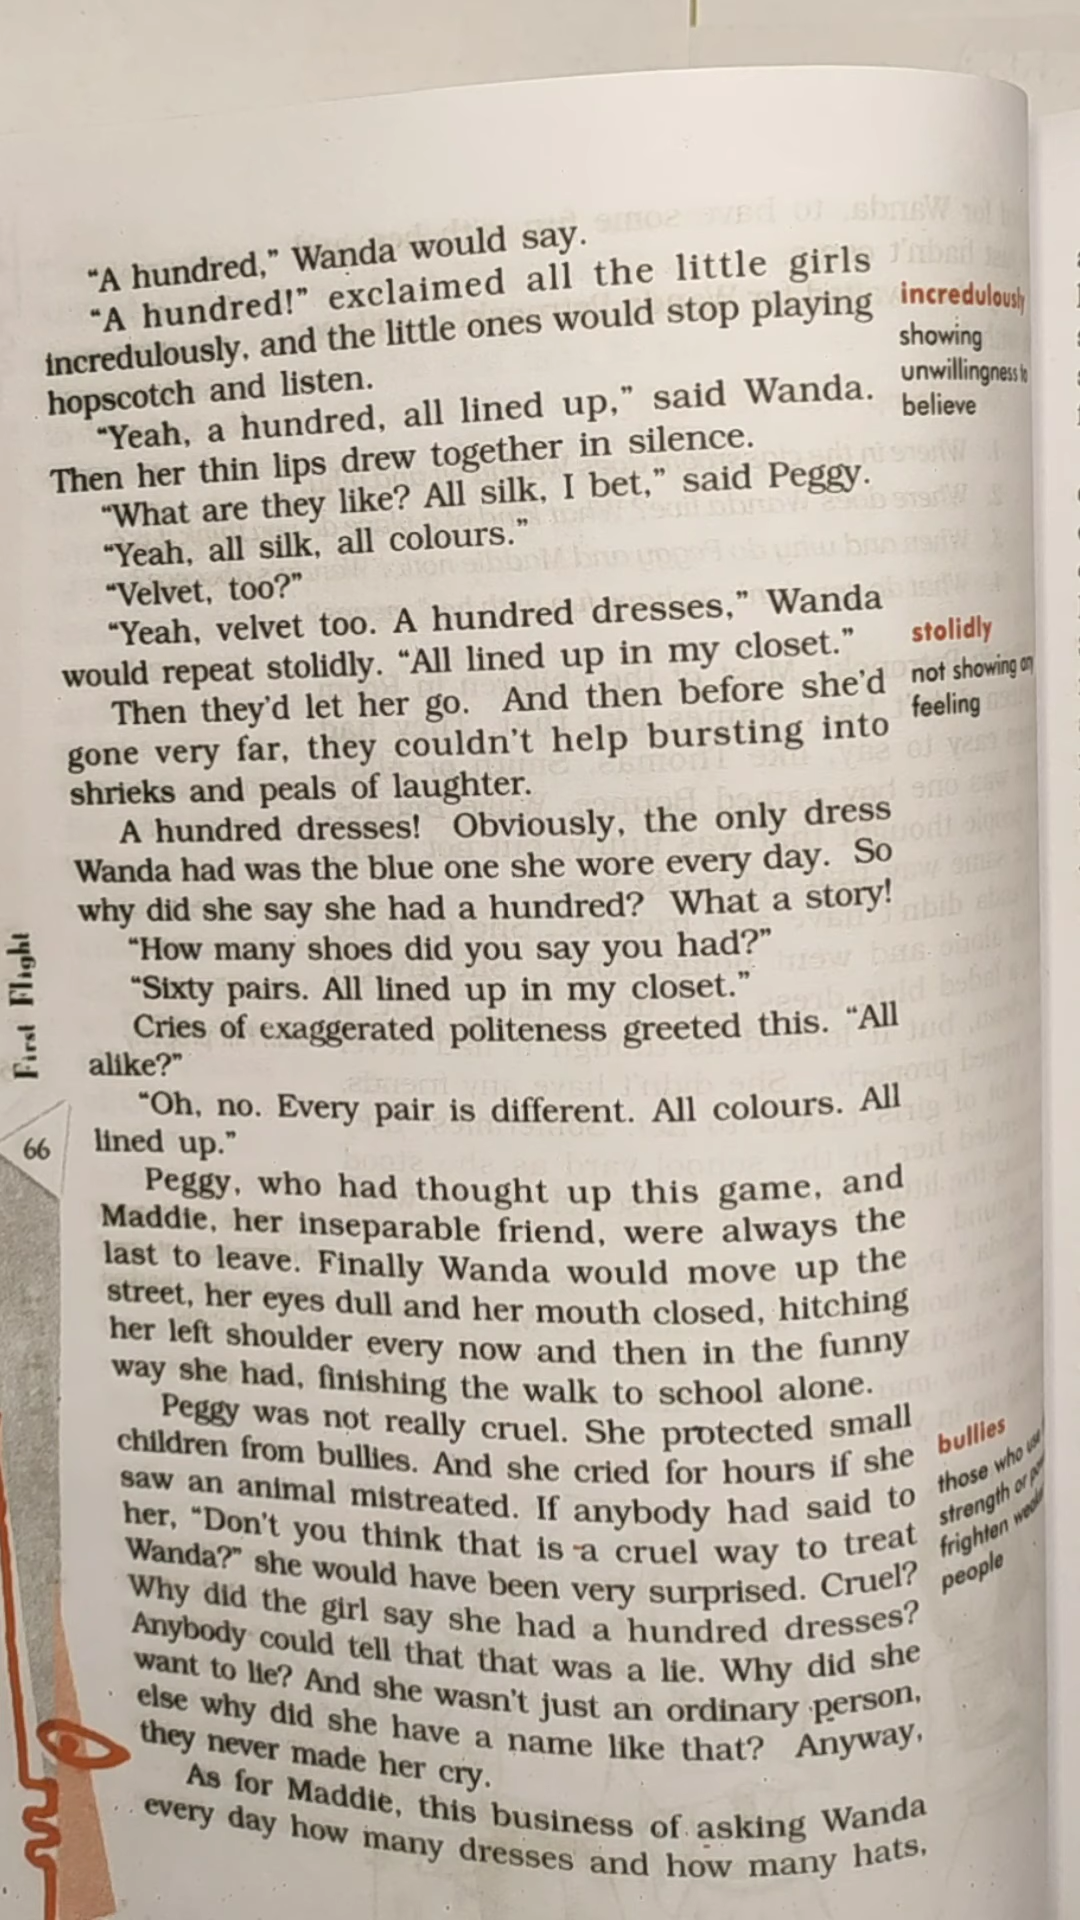 "A hundred," Wanda would say.
"A hundred!" exclaimed all the little girls
incredulously, and the little ones would stop playing
hopscotch and listen.
"Yeah, a hundred, all lined up," said Wanda.
Then her thin lips drew together in silence.
"What are they like? All silk, I bet," said Peggy.
"Yeah, all silk, all colours."
"Velvet, too?"
"Yeah, velvet too. A hundred dresses," Wanda
would repeat stolidly. "All lined up in my closet."
Then they'd let her go. And then before she'd
gone very far, they couldn't help bursting into
shrieks and peals of laughter.
A hundred dresses! Obviously, the only dress
Wanda had was the blue one she wore every day. So
why did she say she had a hundred? What a story!
"How many shoes did you say you had?"
"Sixty pairs. All lined up in my closet."
Cries of exaggerated politeness greeted this. "All
alike?"
"Oh, no. Every pair is different. All colours. All
lined up."
Peggy, who had thought up this game, and
Maddie, her inseparable friend, were always the
last to leave. Finally Wanda would move up the
street, her eyes dull and her mouth closed, hitching
her left shoulder every now and then in the funny
way she had, finishing the walk to school alone.
Peggy was not really cruel. She protected small
children from bullies. And she cried for hours if she
saw an animal mistreated. If anybody had said to
her, "Don't you think that is a cruel way to treat
Wanda?" she would have been very surprised. Cruel?
Why did the girl say she had a hundred dresses?
Anybody could tell that that was a lie. Why did she
want to lie? And she wasn't just an ordinary person,
else why did she have a name like that? Anyway,
they never made her cry.
As for Maddie, this business of asking Wanda
every day how many dresses and how many hats,
incredulously
showing
unwillingness to
believe
stolidly
not showing
feeling
bullies
those who
strength or
frighten
people
First Flight
66